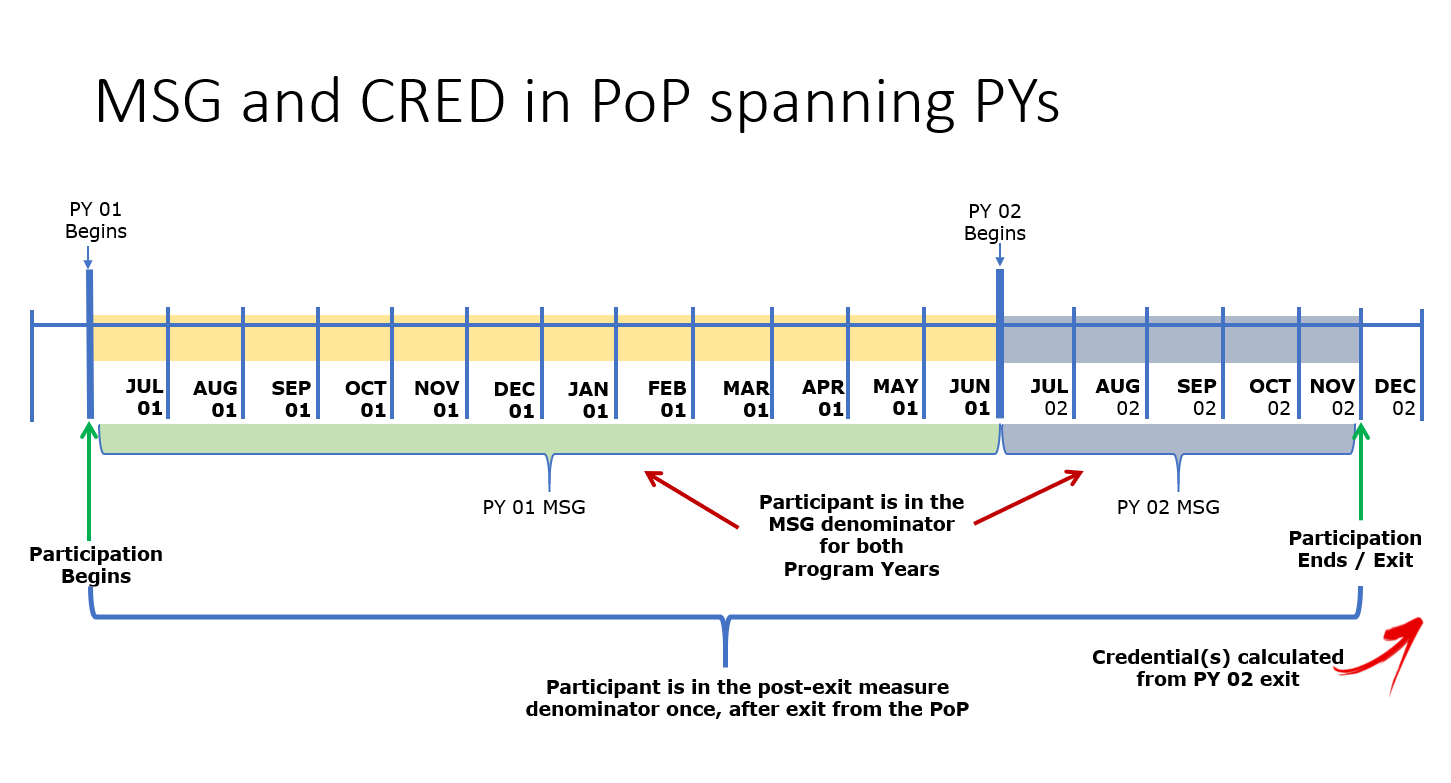 MSG and CRED in PoP spanning PYs
PY 01
Begins
PY 02
Begins
JUL
01
AUG
01
SEP
01
OCT
01
NOV
01
DEC
01
JAN
01
FEB
01
MAR
01
APR
01
MAY
01
JUN
01
JUL
02
AUG
02
SEP
02
OCT
02
NOV
02
DEC
02
PY 01 MSG
Participant is in the
MSG denominator
for both
Program Years
PY 02 MSG
Participation
Begins
Participation
Ends / Exit
Credential(s) calculated
from PY 02 exit
Participant is in the post-exit measure
denominator once, after exit from the PoP